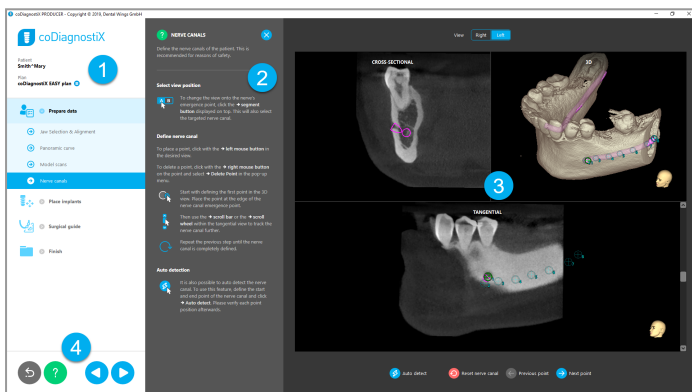 coDiagnostiX PRODUCER - Copyright © 2019, Dental Wings GmbH
coDiagnostiX
Patient
Smith^Mary
Plan
coDiagnostiX EASY plan
1
Prepare data
Jaw Selection & Alignment
Panoramic curve
Model scans
Nerve canals
Place implants
Surgical guide
Finish
4
?
? NERVE CANALS
Define the nerve canals of the patient. This is
recommended for reasons of safety.
2
Select view position
A B
To change the view onto the nerve's
emergence point, click the ➔ segment
button displayed on top. This will also select
the targeted nerve canal.
Define nerve canal
To place a point, click with the ➔ left mouse button in
the desired view.
To delete a point, click with the ➔ right mouse button
on the point and select ➔ Delete Point in the pop-up
menu.
Start with defining the first point in the 3D
view. Place the point at the edge of the
nerve canal emergence point.
Then use the ➔ scroll bar or the ➔ scroll
wheel within the tangential view to track the
nerve canal further.
Repeat the previous step until the nerve
canal is completely defined.
Auto detection
It is also possible to auto detect the nerve
canal. To use this feature, define the start
and end point of the nerve canal and click
➔ Auto detect. Please verify each point
position afterwards.
View Right Left
CROSS-SECTIONAL
3D
3
TANGENTIAL
Auto detect Reset nerve canal Previous point Next point